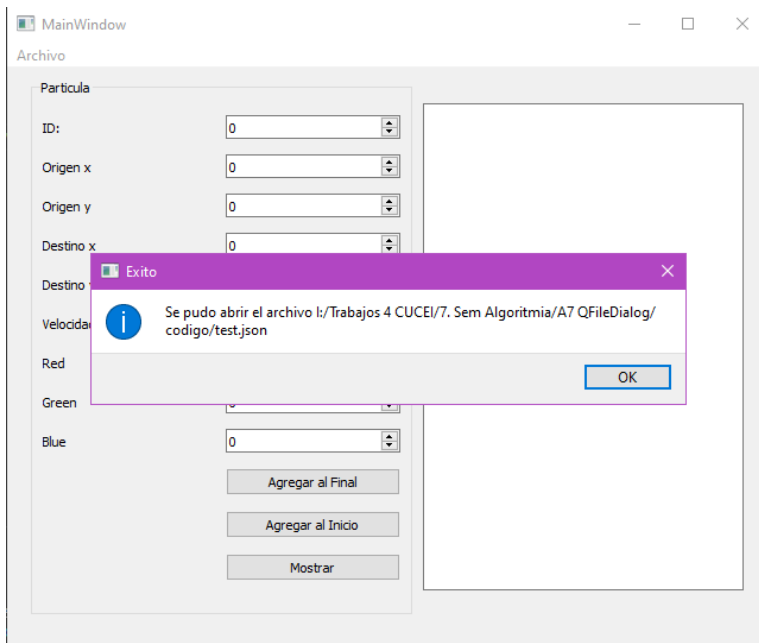 MainWindow
Archivo
Particula
ID:
0
Origen x
0
Origen y
0
Destino x
0
Destino
Exito
Se pudo abrir el archivo I:/Trabajos 4 CUCEI/7. Sem Algoritmia/A7 QFileDialog/
codigo/test.json
OK
Red
Green
Blue
0
Agregar al Final
Agregar al Inicio
Mostrar